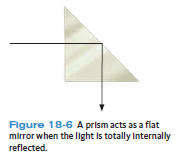 Figure 18-6 A prism acts as a flat
mirror when the light is totally internally
reflected.